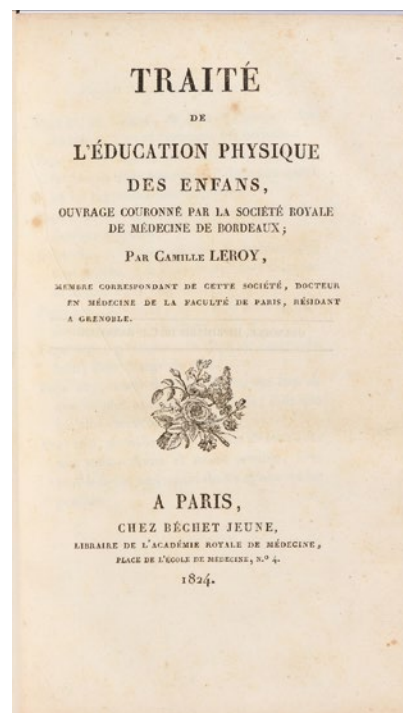 TRAITÉ
DE
L'ÉDUCATION PHYSIQUE
DES ENFANS,
OUVRAGE COURONNÉ PAR LA SOCIÉTÉ ROYALE
DE MÉDECINE DE BORDEAUX;
PAR CAMILLE LEROY,
MEMBRE CORRESPONDANT DE CETTE SOCIÉTÉ, DOCTEUR
EN MÉDECINE DE LA FACULTÉ DE PARIS, RÉSIDANT
A GRENOBLE.
A PARIS,
CHEZ BÉCHET JEUNE,
LIBRAIRE DE L'ACADÉMIE ROYALE DE MÉDECINE,
PLACE DE L'ÉCOLE DE MÉDECINE, N.º 4.
1824.